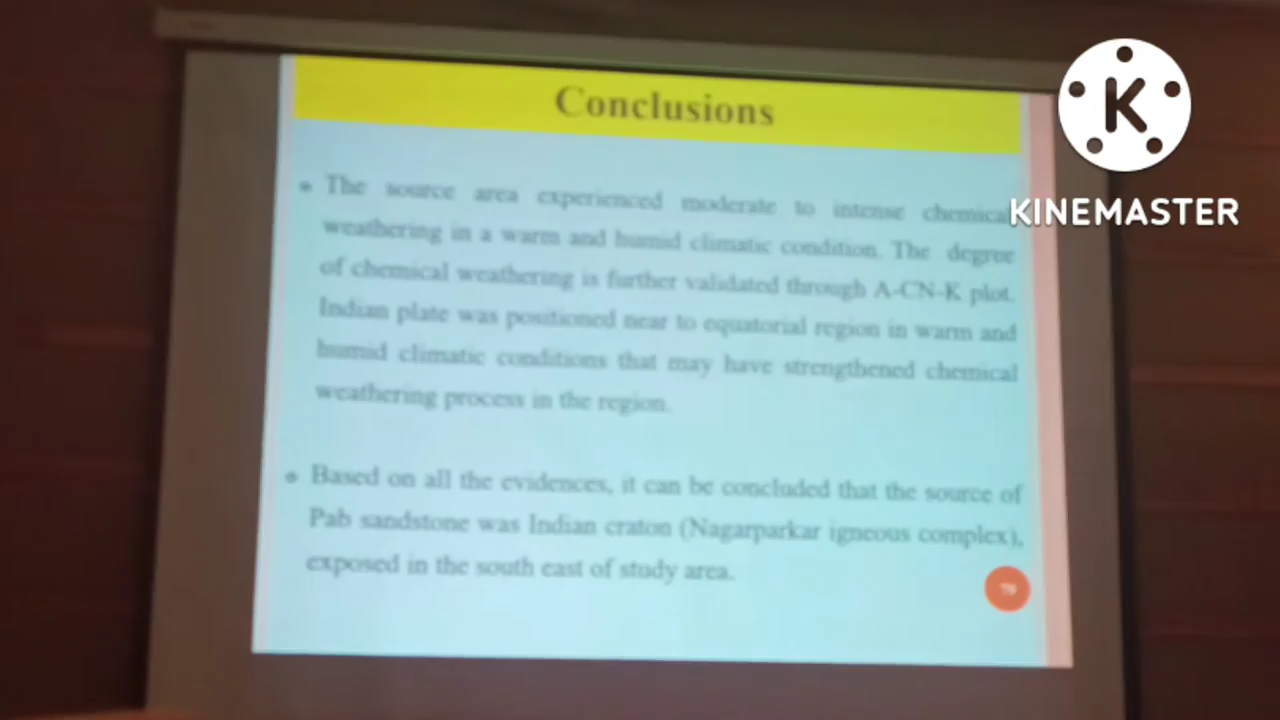 Conclusions
K
KINEMASTER
• The source area experienced moderate to intense chemical
weathering in a warm and humid climatic condition. The degree
of chemical weathering is further validated through A-CN-K plot.
Indian plate was positioned near to equatorial region in warm and
humid climatic conditions that may have strengthened chemical
weathering process in the region.
• Based on all the evidences, it can be concluded that the source of
Pab sandstone was Indian craton (Nagarparkar igneous complex),
exposed in the south east of study area.